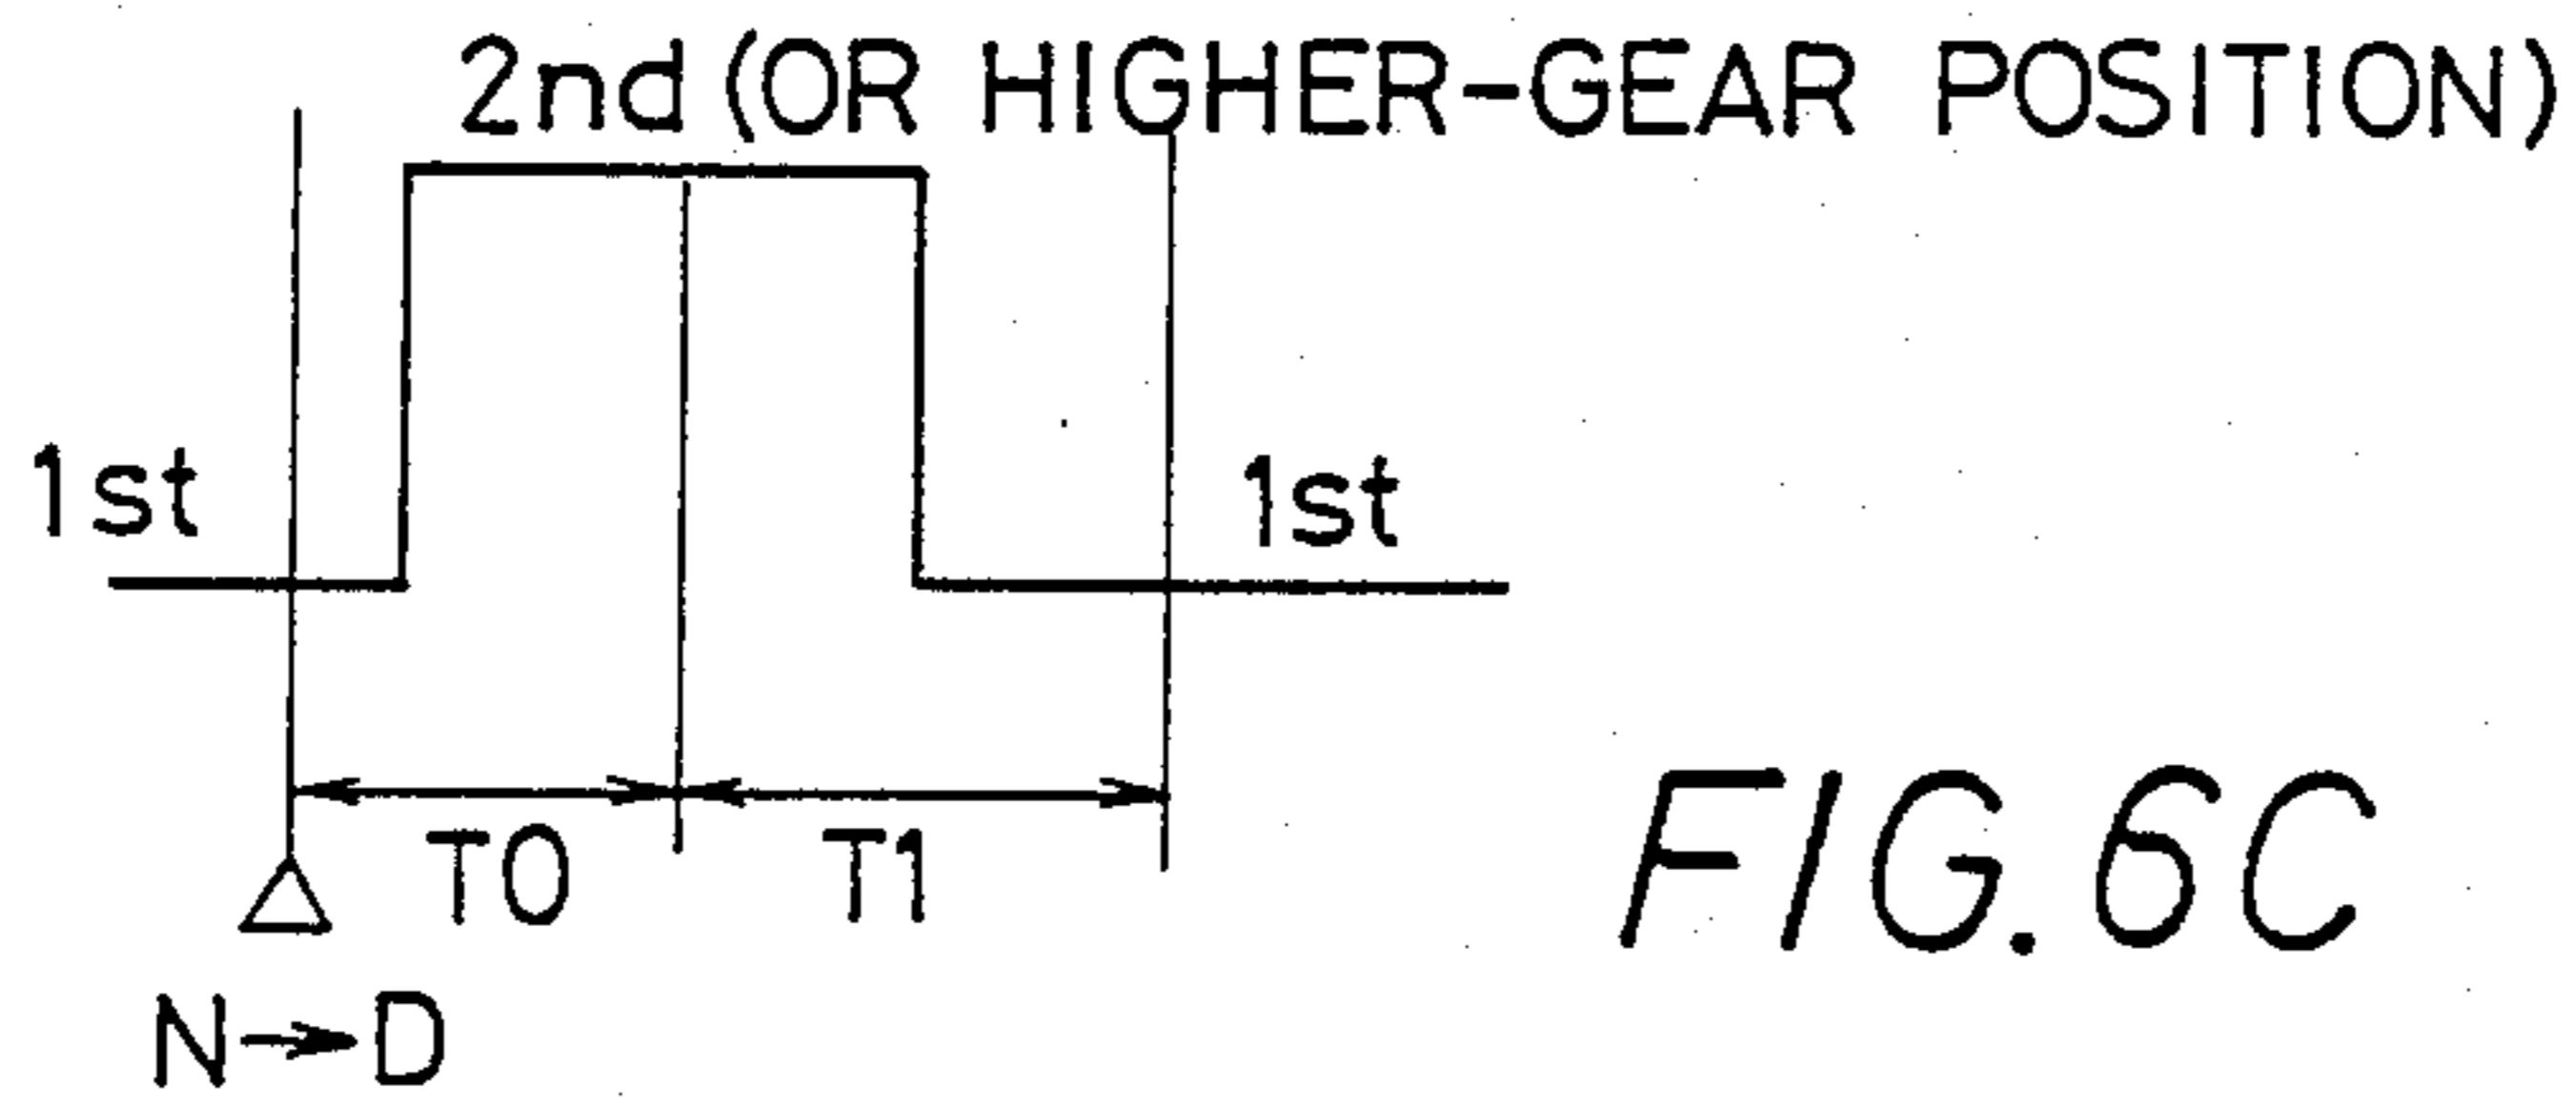 2nd (OR HIGHER-GEAR POSITION)
1st
1st
T0
T1
N→D
FIG. 6C